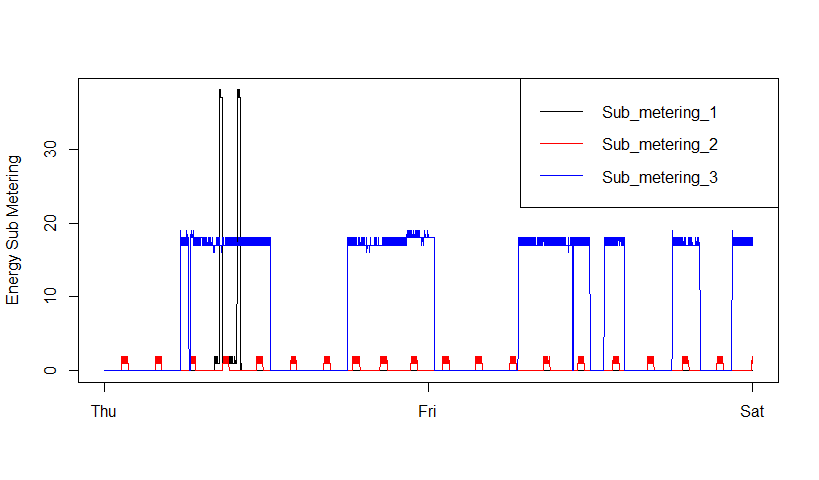 Energy Sub Metering
30
20
10
0
Sub_metering_1
Sub_metering_2
Sub_metering_3
Thu
Fri
Sat